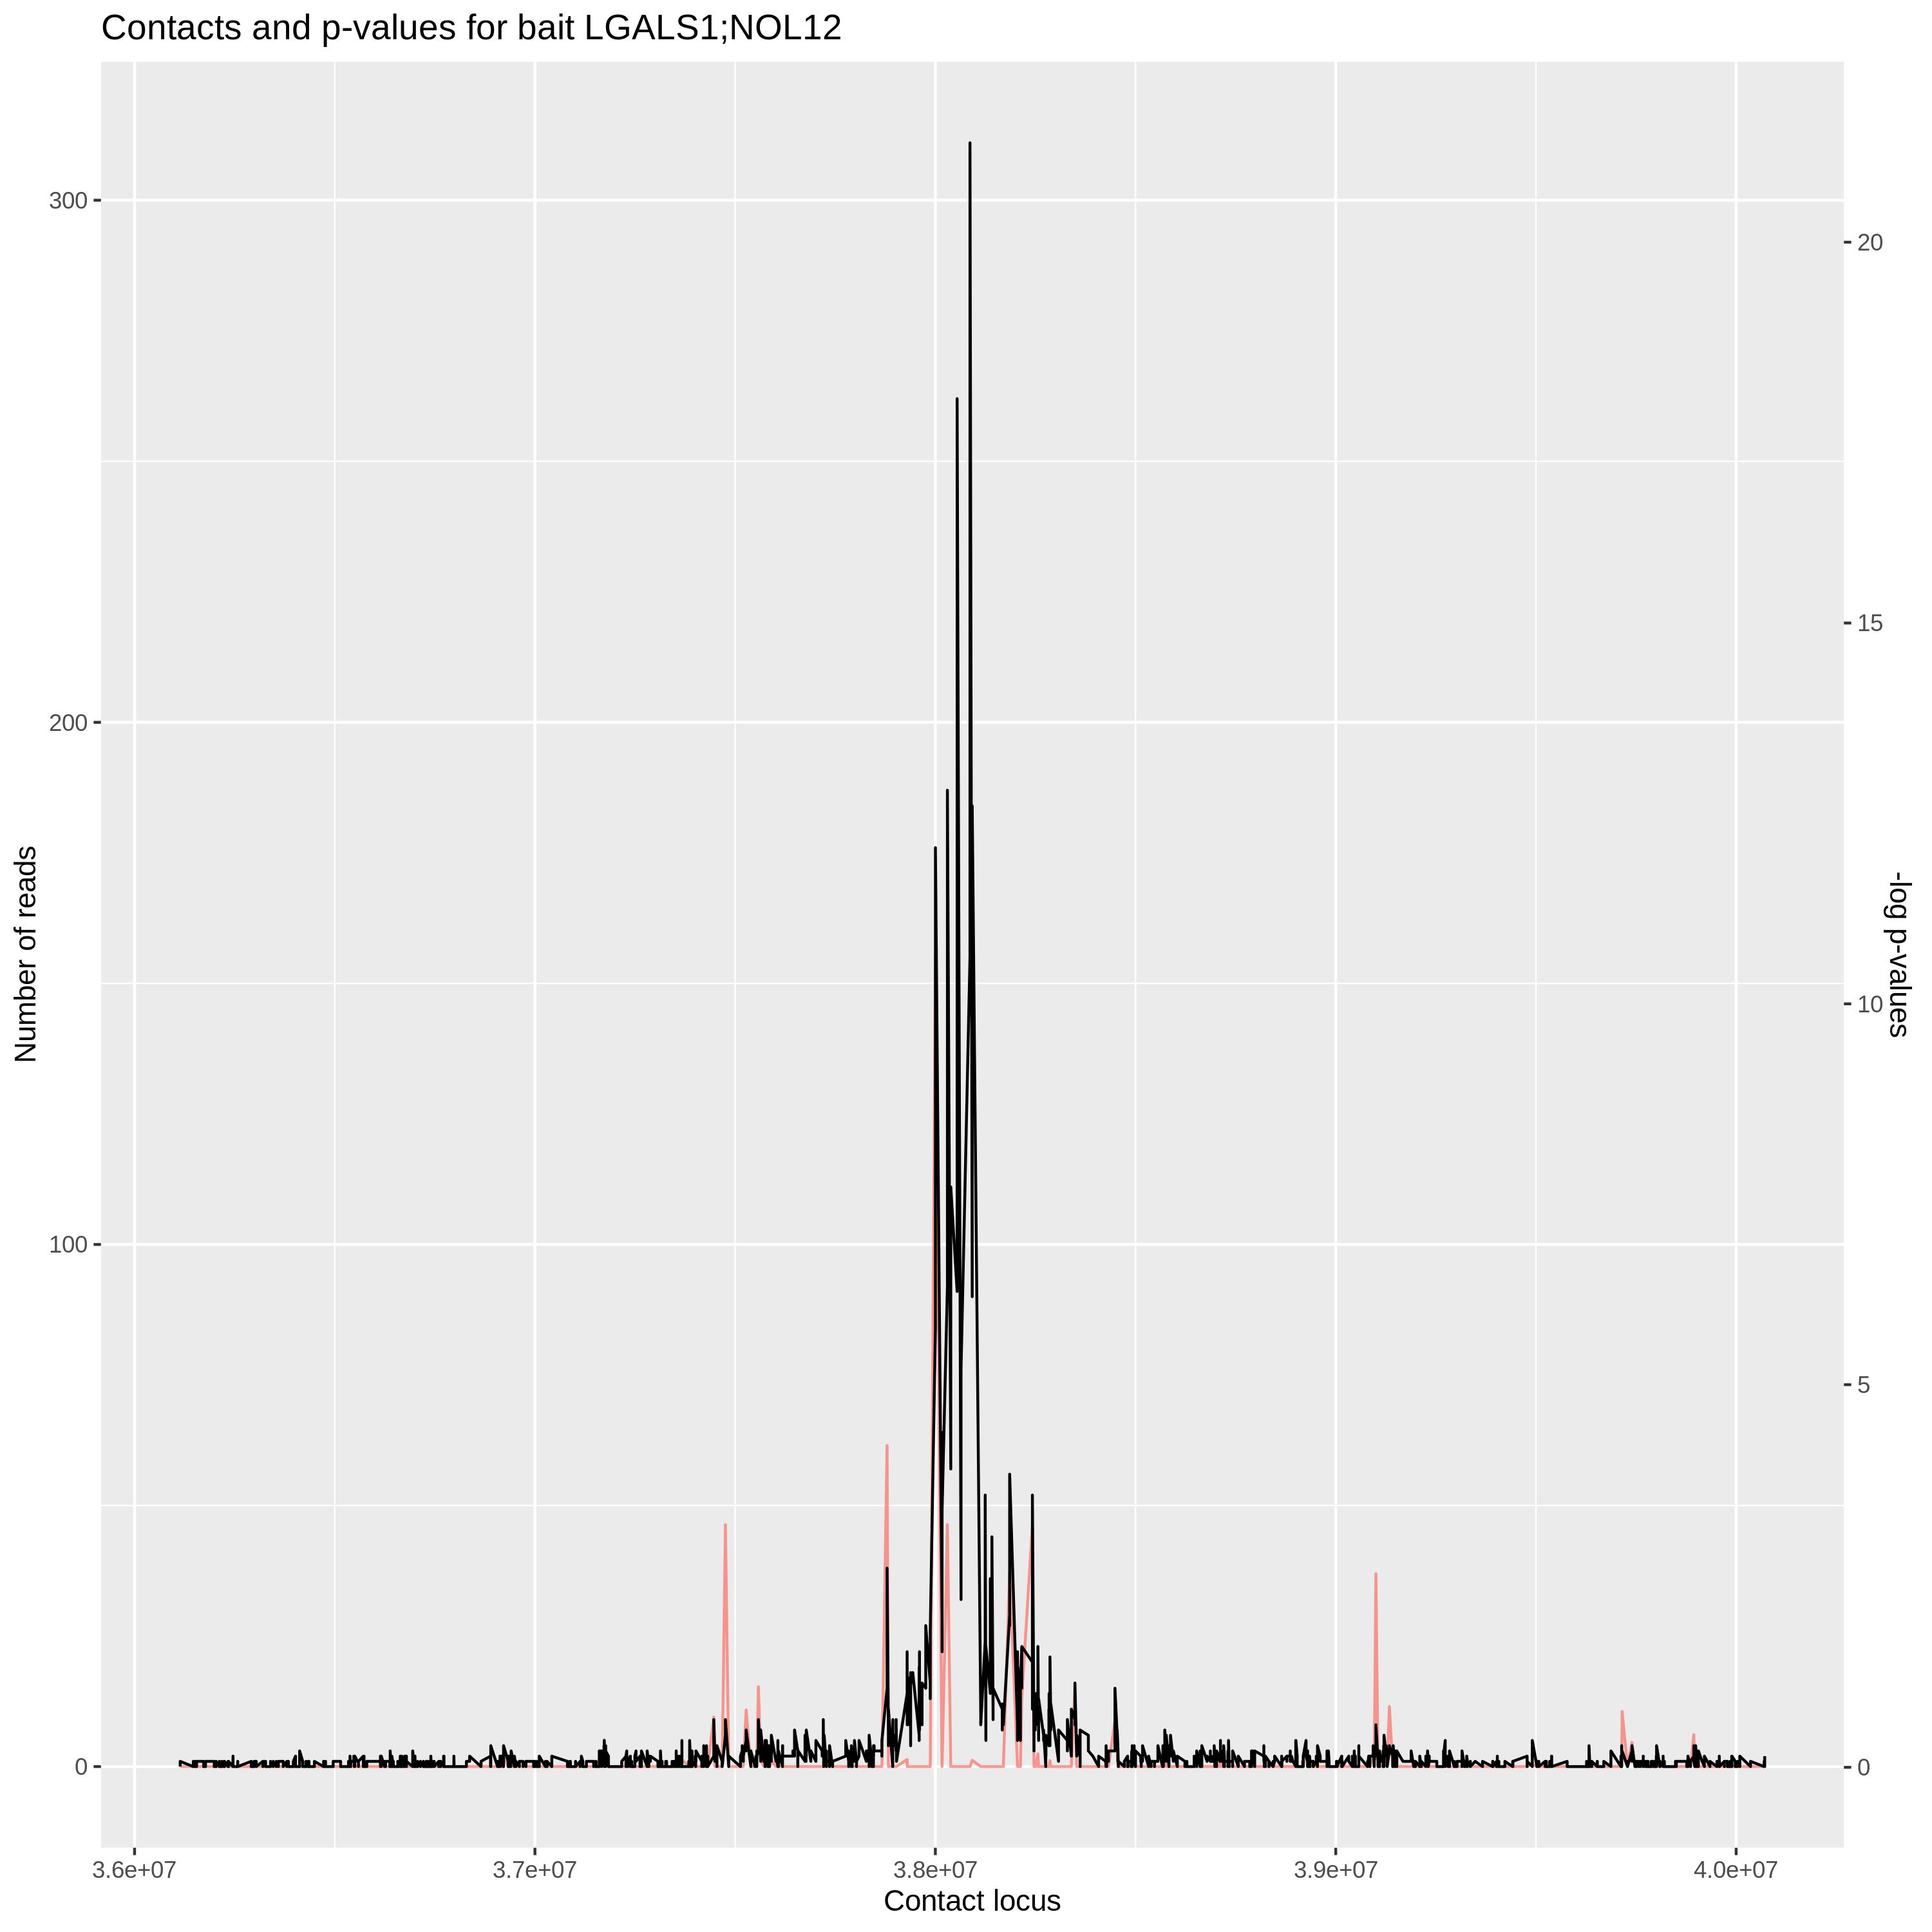 Contacts and p-values for bait LGALS1;NOL12
300
200
100
0
Number of reads
20
15
10
5
0
-log p-values
3.6e+07 3.7e+07 3.8e+07 3.9e+07 4.0e+07
Contact locus